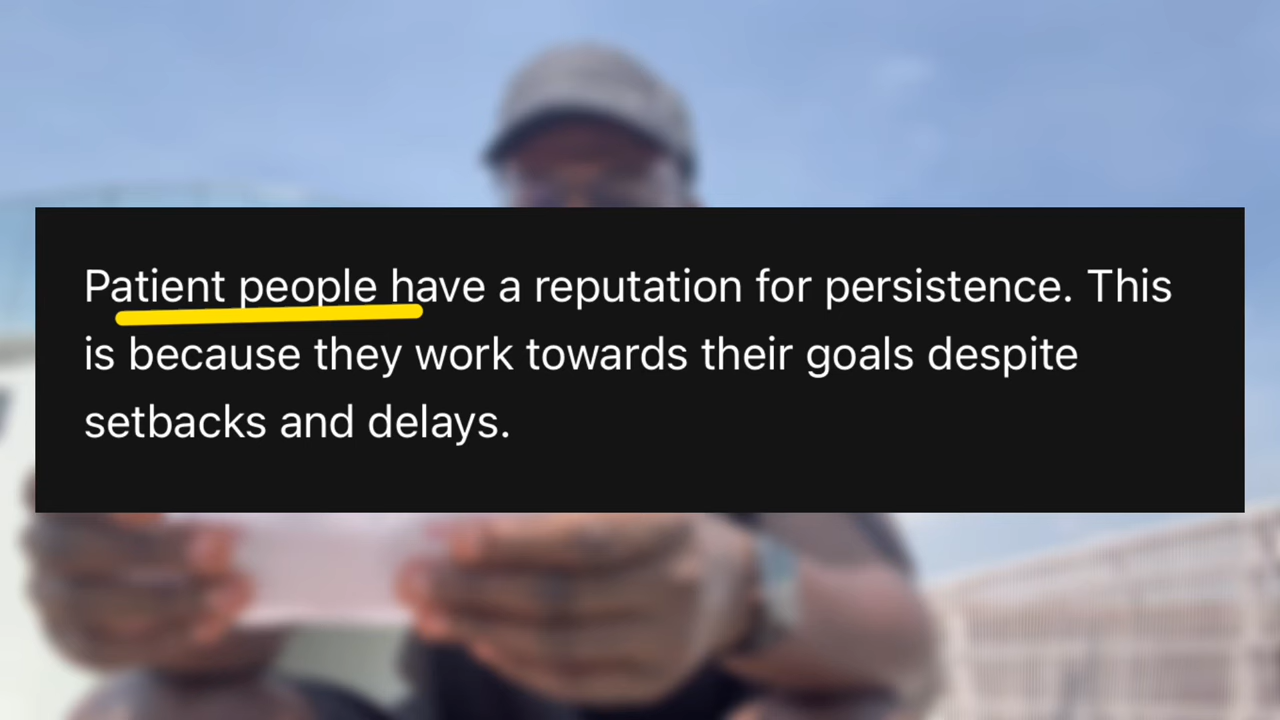 Patient people have a reputation for persistence. This
is because they work towards their goals despite
setbacks and delays.